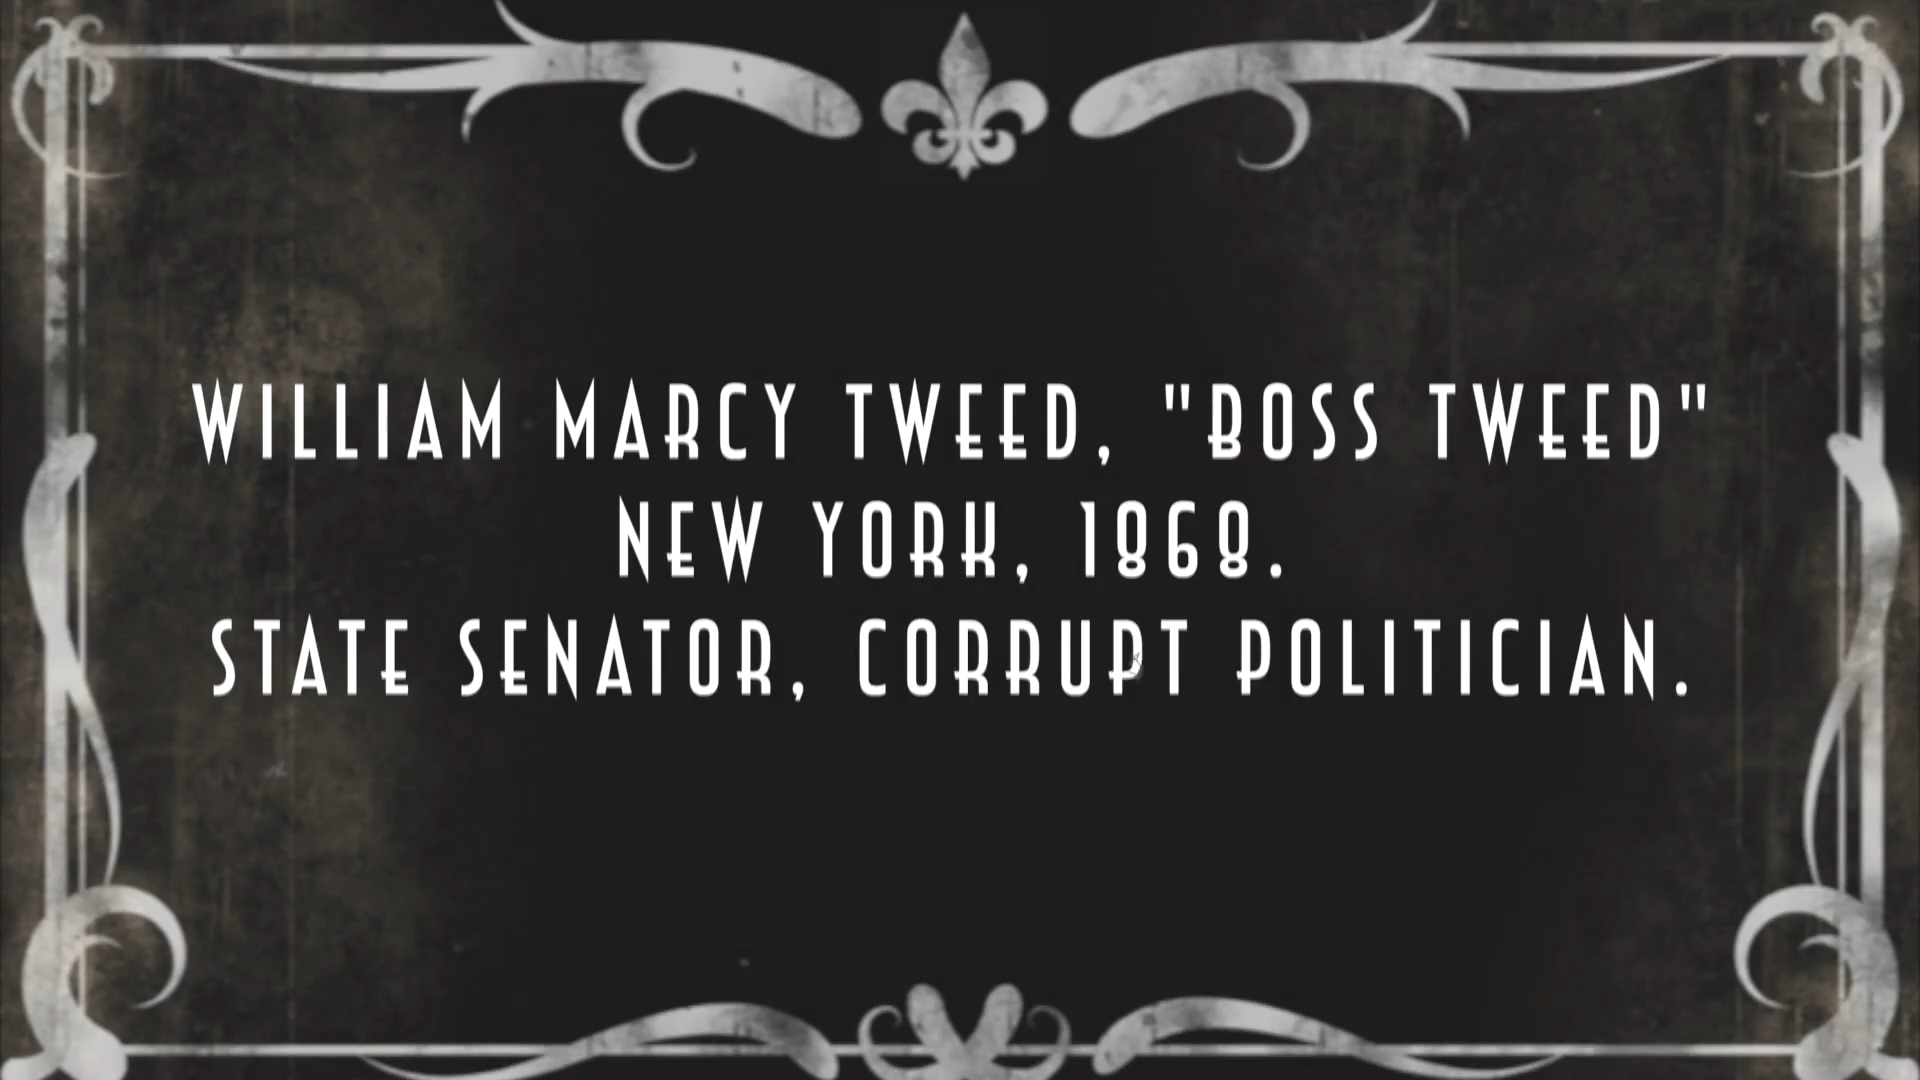 WILLIAM MARCY TWEED, "BOSS TWEED"
NEW YORK, 1868.
STATE SENATOR, CORRUPT POLITICIAN.